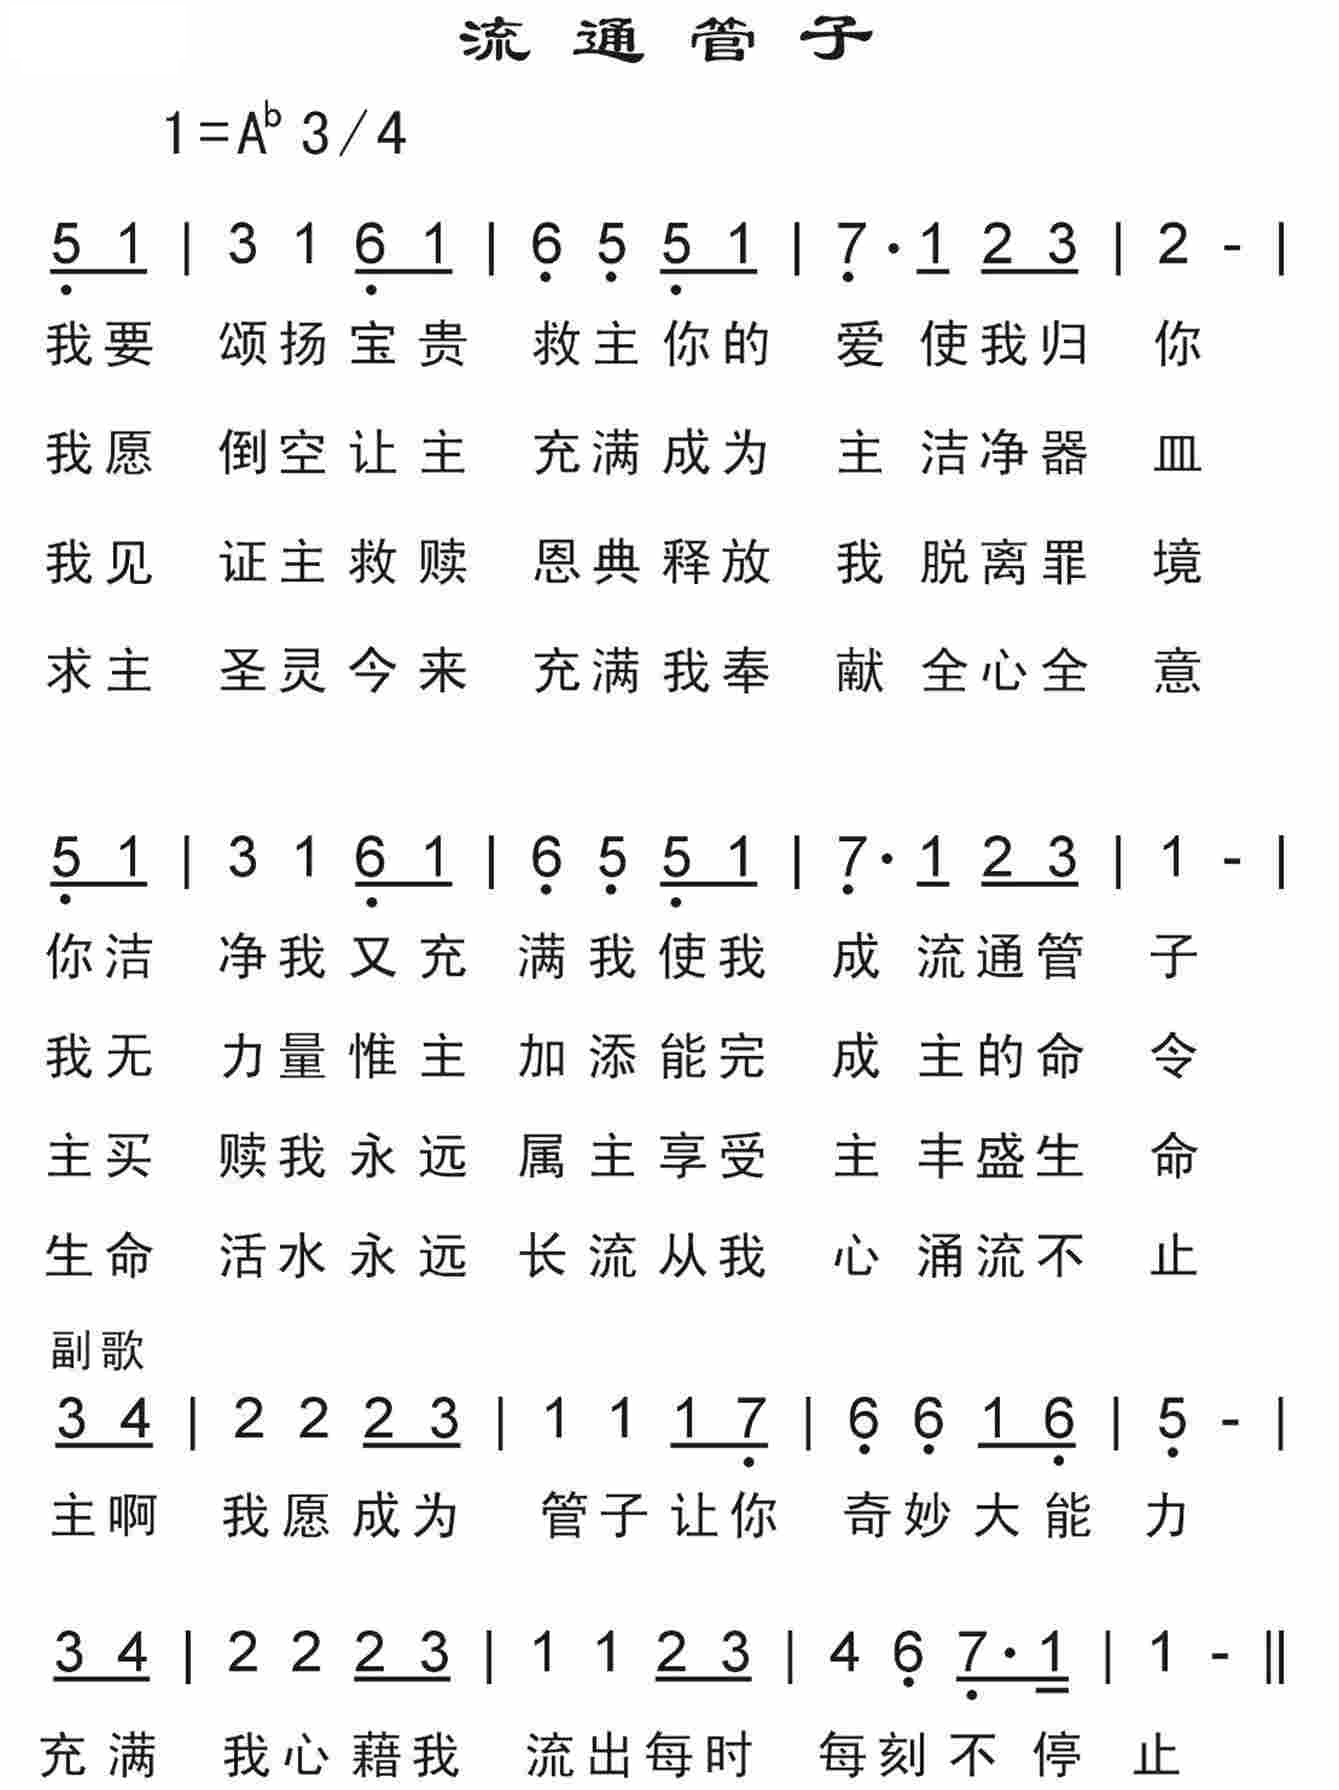 流通管子
1=A♭ 3/4
5̣ 1 | 3 1 6̣ 1 | 6̣ 5̣ 5̣ 1 | 7̣ · 1 2 3 | 2 - |
我要 颂扬宝贵 救主你的 爱使我归 你
我愿 倒空让主 充满成为 主洁净器 皿
我见 证主救赎 恩典释放 我脱离罪 境
求主 圣灵今来 充满我奉 献全心全 意
5̣ 1 | 3 1 6̣ 1 | 6̣ 5̣ 5̣ 1 | 7̣ · 1 2 3 | 1 - |
你洁 净我又充 满我使我 成流通管 子
我无 力量惟主 加添能完 成主的命 令
主买 赎我永远 属主享受 主丰盛生 命
生命 活水永远 长流从我 心涌流不 止
副歌
3 4 | 2 2 2 3 | 1 1 1 7̣ | 6̣ 6̣ 1 6̣ | 5̣ - |
主啊 我愿成为 管子让你 奇妙大能 力
3 4 | 2 2 2 3 | 1 1 2 3 | 4 6̣ 7̣ · 1 | 1 - ‖
充满 我心藉我 流出每时 每刻不停 止